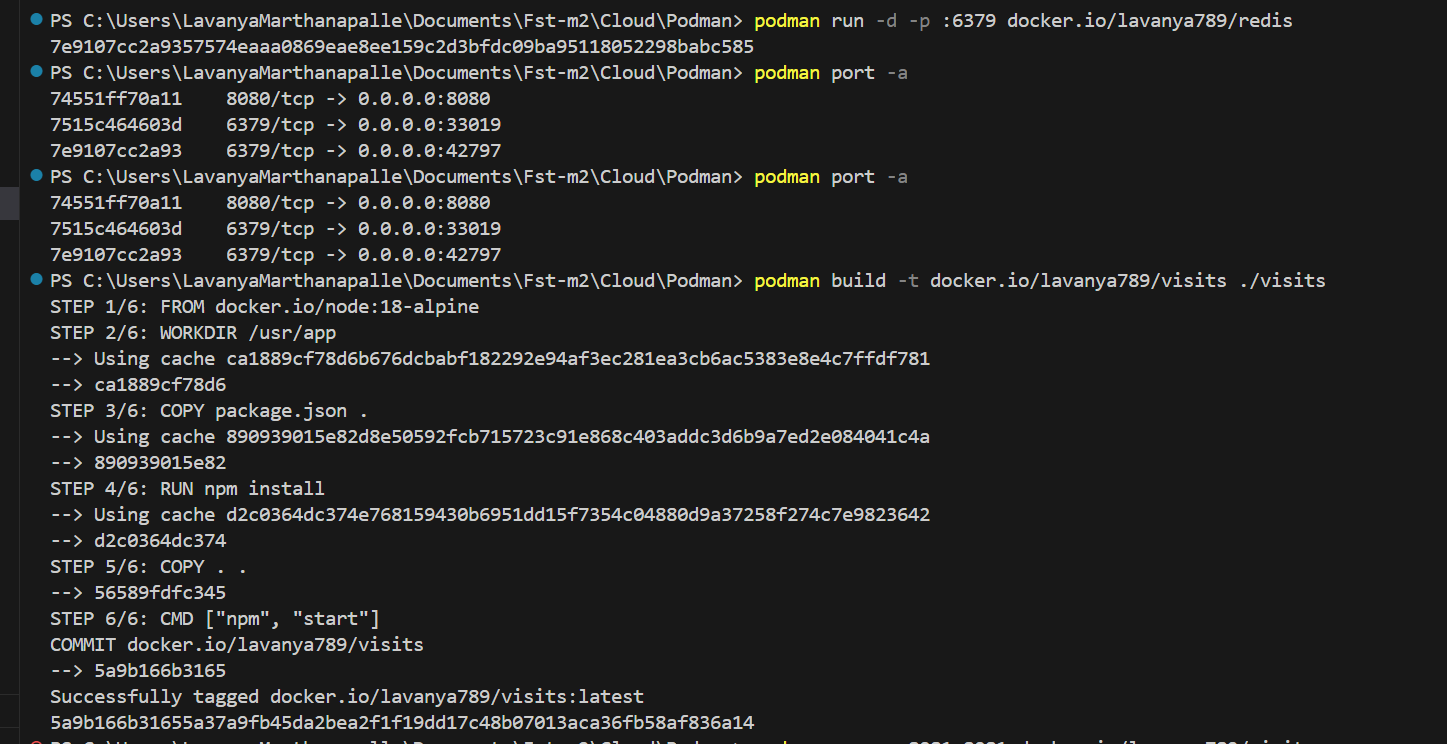 PS C:\Users\LavanyaMarthanapalle\Documents\Fst-m2\Cloud\Podman> podman run -d -p :6379 docker.io/lavanya789/redis
7e9107cc2a9357574eaaa0869eae8ee159c2d3bfdc09ba95118052298babc585
PS C:\Users\LavanyaMarthanapalle\Documents\Fst-m2\Cloud\Podman> podman port -a
74551ff70a11    8080/tcp -> 0.0.0.0:8080
7515c464603d    6379/tcp -> 0.0.0.0:33019
7e9107cc2a93    6379/tcp -> 0.0.0.0:42797
PS C:\Users\LavanyaMarthanapalle\Documents\Fst-m2\Cloud\Podman> podman port -a
74551ff70a11    8080/tcp -> 0.0.0.0:8080
7515c464603d    6379/tcp -> 0.0.0.0:33019
7e9107cc2a93    6379/tcp -> 0.0.0.0:42797
PS C:\Users\LavanyaMarthanapalle\Documents\Fst-m2\Cloud\Podman> podman build -t docker.io/lavanya789/visits ./visits
STEP 1/6: FROM docker.io/node:18-alpine
STEP 2/6: WORKDIR /usr/app
--> Using cache ca1889cf78d6b676dcbabf182292e94af3ec281ea3cb6ac5383e8e4c7ffdf781
--> ca1889cf78d6
STEP 3/6: COPY package.json .
--> Using cache 890939015e82d8e50592fcb715723c91e868c403addc3d6b9a7ed2e084041c4a
--> 890939015e82
STEP 4/6: RUN npm install
--> Using cache d2c0364dc374e768159430b6951dd15f7354c04880d9a37258f274c7e9823642
--> d2c0364dc374
STEP 5/6: COPY . .
--> 56589fdfc345
STEP 6/6: CMD ["npm", "start"]
COMMIT docker.io/lavanya789/visits
--> 5a9b166b3165
Successfully tagged docker.io/lavanya789/visits:latest
5a9b166b31655a37a9fb45da2bea2f1f19dd17c48b07013aca36fb58af836a14